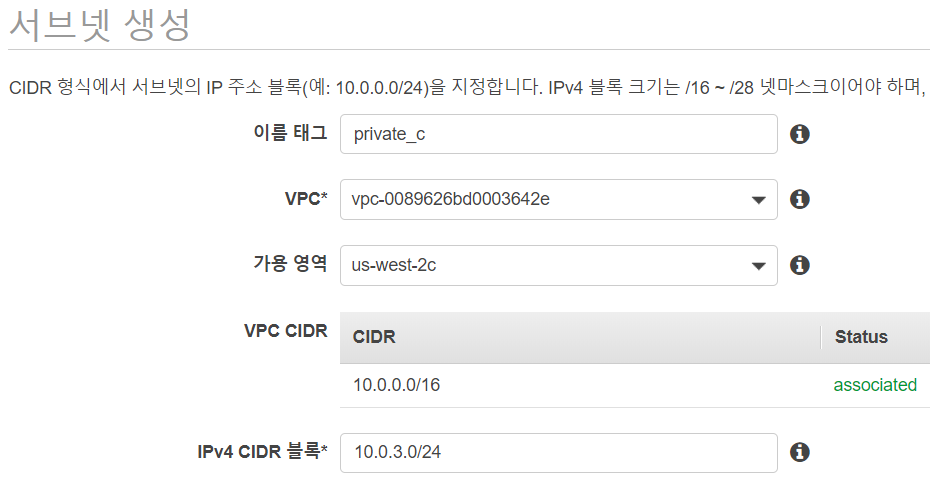 서브넷 생성
CIDR 형식에서 서브넷의 IP 주소 블록(예: 10.0.0.0/24)을 지정합니다. IPv4 블록 크기는 /16 ~ /28 넷마스크이어야 하며,
이름 태그 private_c
VPC* vpc-0089626bd0003642e
가용 영역 us-west-2c
VPC CIDR CIDR Status
10.0.0.0/16 associated
IPv4 CIDR 블록* 10.0.3.0/24